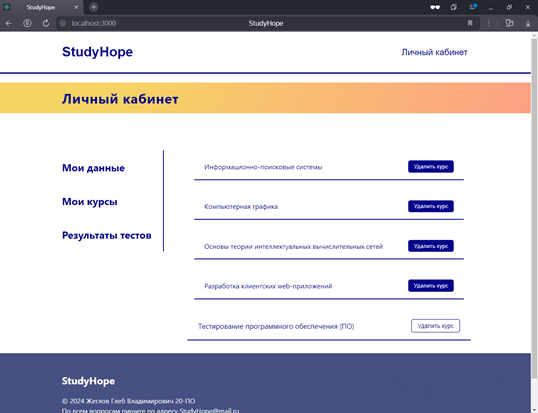 StudyHope
localhost:3000
StudyHope
StudyHope
Личный кабинет
Личный кабинет
Мои данные
Мои курсы
Результаты тестов
Информационно-поисковые системы
Удалить курс
Компьютерная графика
Удалить курс
Основы теории интеллектуальных вычислительных сетей
Удалить курс
Разработка клиентских web-приложений
Удалить курс
Тестирование программного обеспечения (ПО)
Удалить курс
StudyHope
© 2024 Жеглов Глеб Владимирович 20-ПО
По всем вопросам пишите по адресу StudyHope@mail.ru